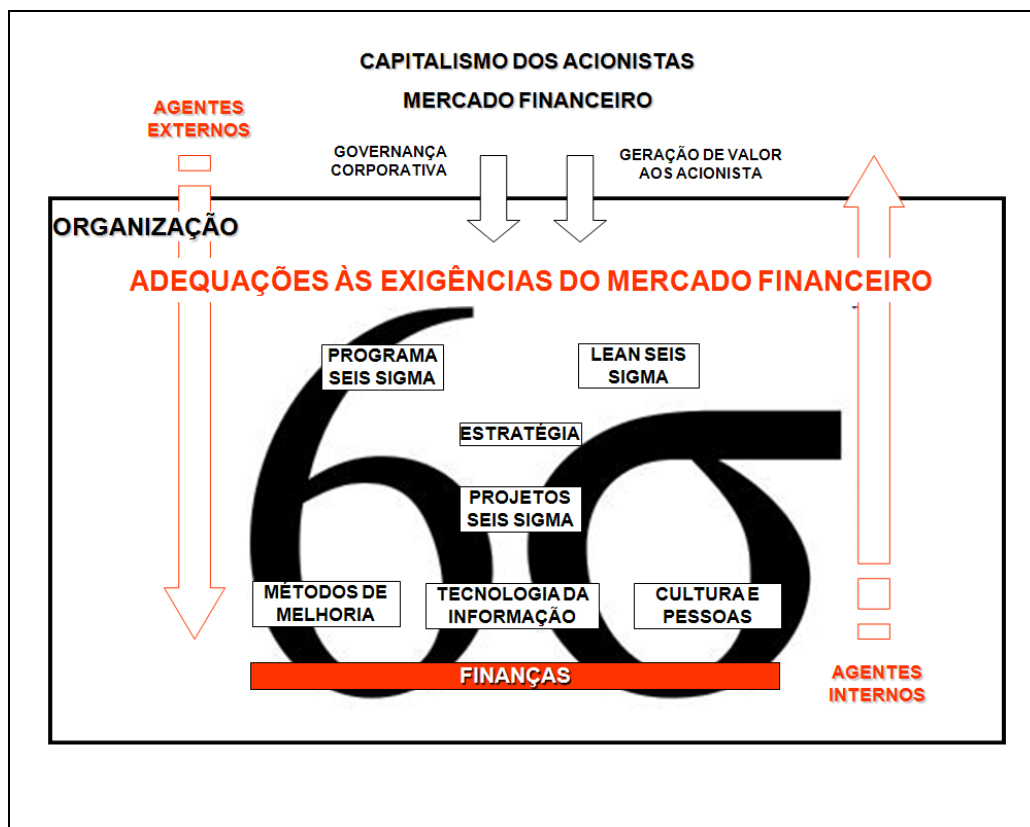 CAPITALISMO DOS ACIONISTAS
MERCADO FINANCEIRO
AGENTES
EXTERNOS
GOVERNANÇA
CORPORATIVA
GERAÇÃO DE VALOR
AOS ACIONISTA
ORGANIZAÇÃO
ADEQUAÇÕES ÀS EXIGÊNCIAS DO MERCADO FINANCEIRO
6σ
PROGRAMA
SEIS SIGMA
LEAN SEIS
SIGMA
ESTRATÉGIA
PROJETOS
SEIS SIGMA
MÉTODOS DE
MELHORIA
TECNOLOGIA DA
INFORMAÇÃO
CULTURA E
PESSOAS
FINANÇAS
AGENTES
INTERNOS